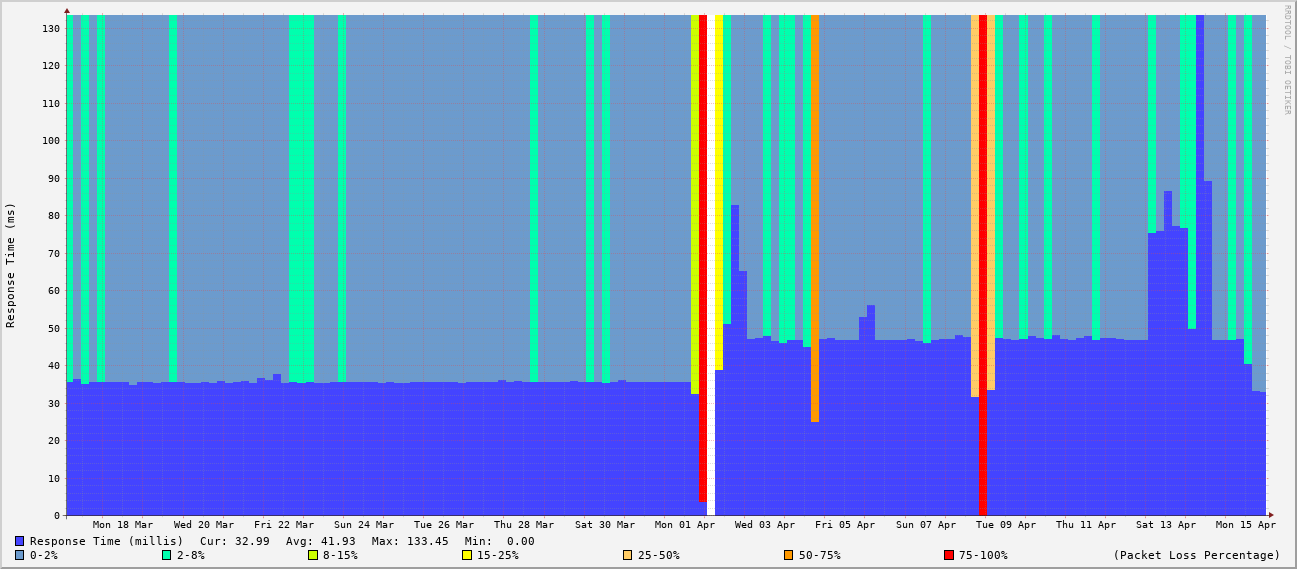 RRDTOOL / TOBI OETIKER
Response Time (ms)
130
120
110
100
90
80
70
60
50
40
30
20
10
0
Mon 18 Mar Wed 20 Mar Fri 22 Mar Sun 24 Mar Tue 26 Mar Thu 28 Mar Sat 30 Mar Mon 01 Apr Wed 03 Apr Fri 05 Apr Sun 07 Apr Tue 09 Apr Thu 11 Apr Sat 13 Apr Mon 15 Apr
Response Time (millis) Cur: 32.99 Avg: 41.93 Max: 133.45 Min: 0.00
0-2% 2-8% 8-15% 15-25% 25-50% 50-75% 75-100% (Packet Loss Percentage)